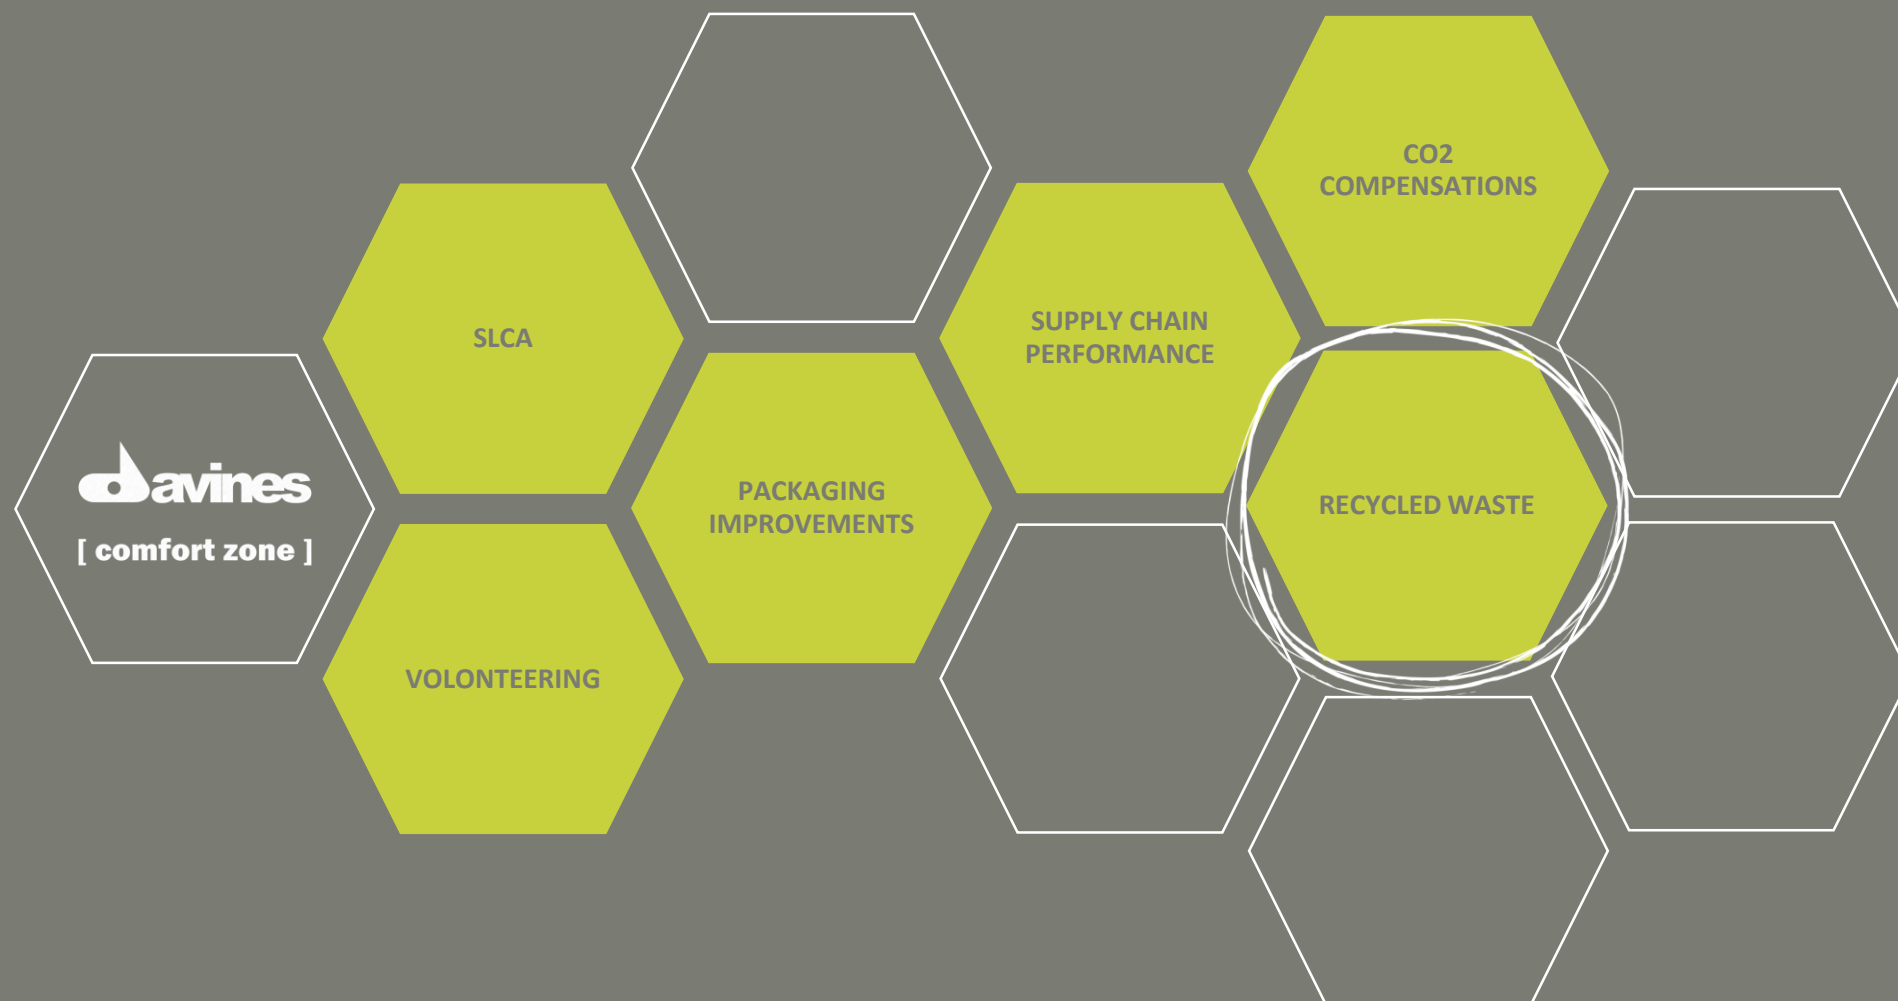 davines
[ comfort zone ]
SLCA
VOLONTEERING
PACKAGING
IMPROVEMENTS
SUPPLY CHAIN
PERFORMANCE
CO2
COMPENSATIONS
RECYCLED WASTE